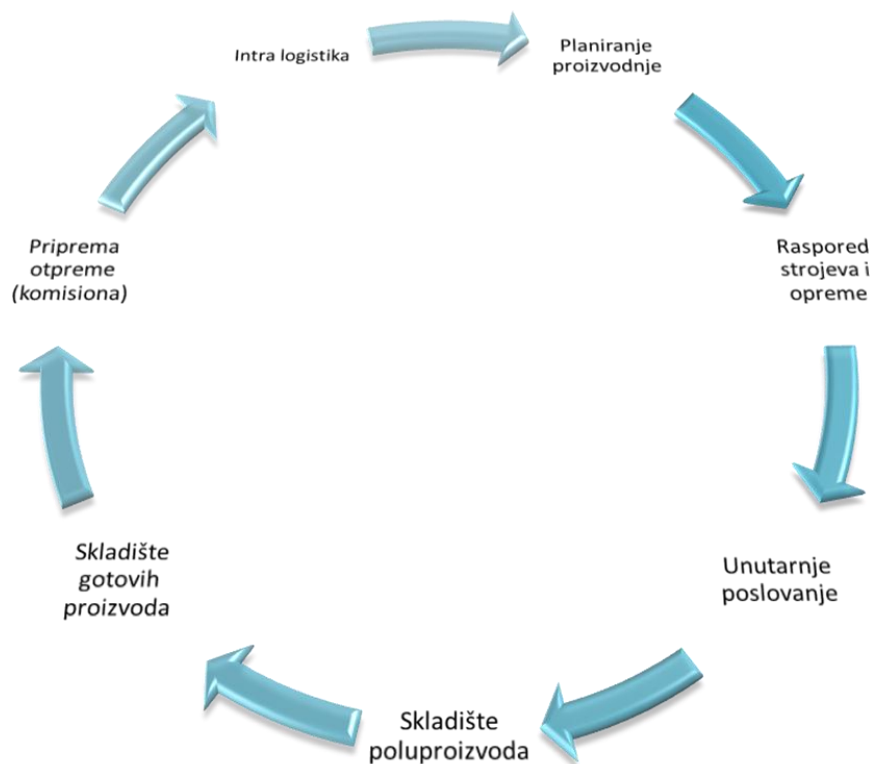 Intra logistika
Planiranje
proizvodnje
Raspored
strojeva i
opreme
Unutarnje
poslovanje
Skladište
poluproizvoda
Skladište
gotovih
proizvoda
Priprema
otpreme
(komisiona)